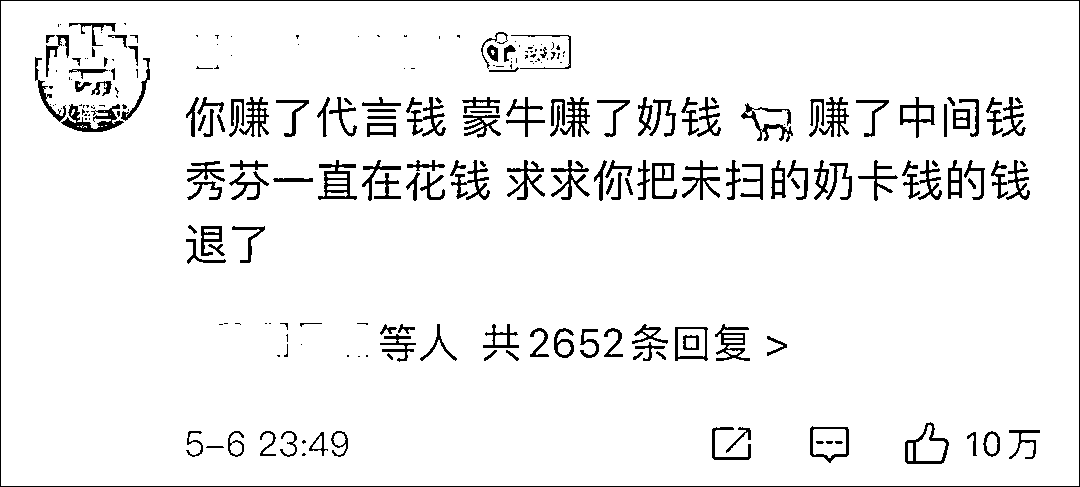 你赚了代言钱 蒙牛赚了奶钱 🐄 赚了中间钱
秀芬一直在花钱 求求你把未扫的奶卡钱的钱
退了
等人 共2652条回复 >
5-6 23:49
10万